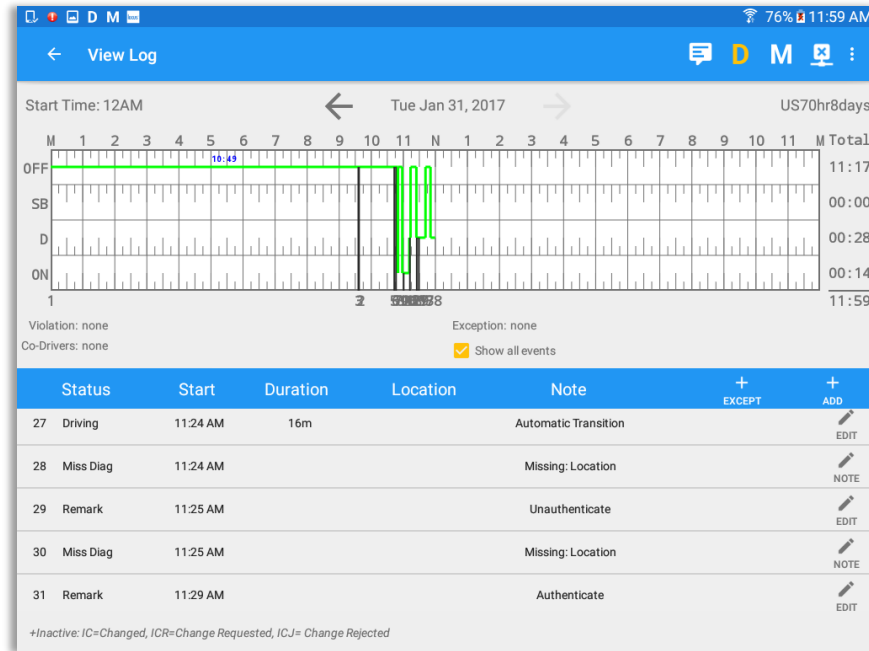 D M 76% 11:59 AM
View Log D M
Start Time: 12AM Tue Jan 31, 2017 US70hr8days
M 1 2 3 4 5 6 7 8 9 10 11 N 1 2 3 4 5 6 7 8 9 10 11 M Total
10:49
OFF 11:17
SB 00:00
D 00:28
ON 00:14
1 8 11:59
Violation: none Exception: none
Co-Drivers: none
Show all events
Status Start Duration Location Note + EXCEPT + ADD
27 Driving 11:24 AM 16m Automatic Transition EDIT
28 Miss Diag 11:24 AM Missing: Location NOTE
29 Remark 11:25 AM Unauthenticate EDIT
30 Miss Diag 11:25 AM Missing: Location NOTE
31 Remark 11:29 AM Authenticate EDIT
+Inactive: IC=Changed, ICR=Change Requested, ICJ= Change Rejected